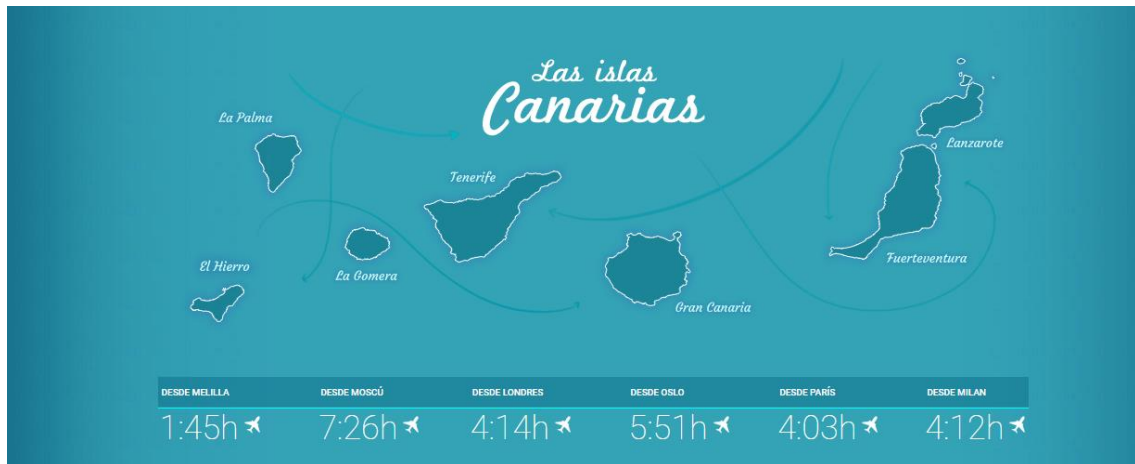 Las islas
Canarias
La Palma
Lanzarote
Tenerife
El Hierro
La Gomera
Fuerteventura
Gran Canaria
DESDE MELILLA
DESDE MOSCÚ
DESDE LONDRES
DESDE OSLO
DESDE PARÍS
DESDE MILAN
1:45h
7:26h
4:14h
5:51h
4:03h
4:12h